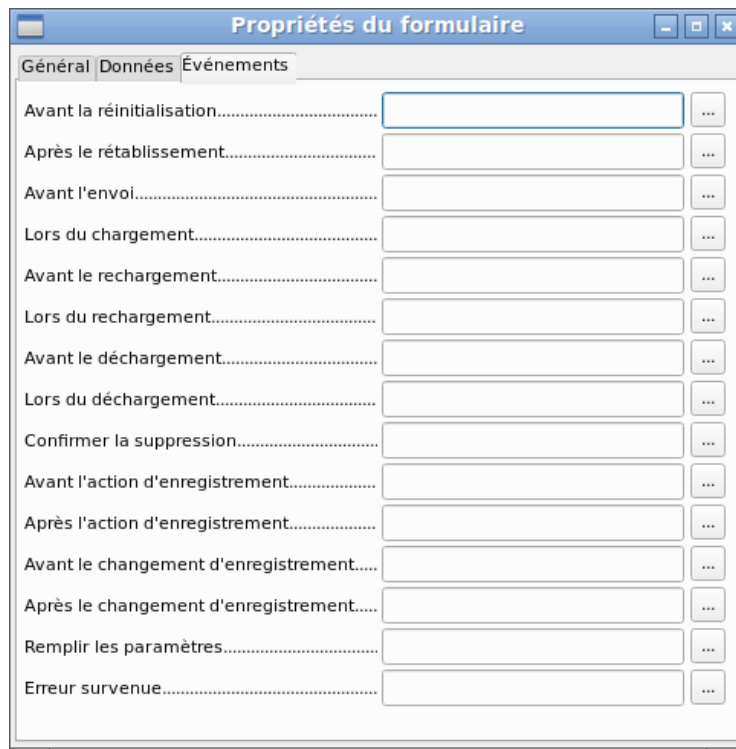 Propriétés du formulaire
Général Données Événements
Avant la réinitialisation.................................... ...
Après le rétablissement.................................. ...
Avant l'envoi..................................................... ...
Lors du chargement........................................ ...
Avant le rechargement................................... ...
Lors du rechargement..................................... ...
Avant le déchargement.................................. ...
Lors du déchargement.................................... ...
Confirmer la suppression............................... ...
Avant l'action d'enregistrement................... ...
Après l'action d'enregistrement................... ...
Avant le changement d'enregistrement..... ...
Après le changement d'enregistrement..... ...
Remplir les paramètres.................................. ...
Erreur survenue............................................... ...